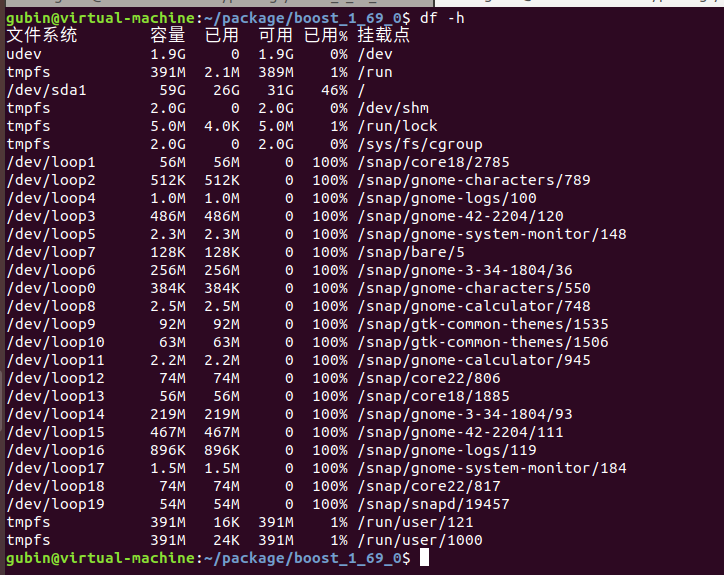 gubin@virtual-machine:~/package/boost_1_69_0$ df -h
文件系统 容量 已用 可用 已用% 挂载点
udev 1.9G 0 1.9G 0% /dev
tmpfs 391M 2.1M 389M 1% /run
/dev/sda1 59G 26G 31G 46% /
tmpfs 2.0G 0 2.0G 0% /dev/shm
tmpfs 5.0M 4.0K 5.0M 1% /run/lock
tmpfs 2.0G 0 2.0G 0% /sys/fs/cgroup
/dev/loop1 56M 56M 0 100% /snap/core18/2785
/dev/loop2 512K 512K 0 100% /snap/gnome-characters/789
/dev/loop4 1.0M 1.0M 0 100% /snap/gnome-logs/100
/dev/loop3 486M 486M 0 100% /snap/gnome-42-2204/120
/dev/loop5 2.3M 2.3M 0 100% /snap/gnome-system-monitor/148
/dev/loop7 128K 128K 0 100% /snap/bare/5
/dev/loop6 256M 256M 0 100% /snap/gnome-3-34-1804/36
/dev/loop0 384K 384K 0 100% /snap/gnome-characters/550
/dev/loop8 2.5M 2.5M 0 100% /snap/gnome-calculator/748
/dev/loop9 92M 92M 0 100% /snap/gtk-common-themes/1535
/dev/loop10 63M 63M 0 100% /snap/gtk-common-themes/1506
/dev/loop11 2.2M 2.2M 0 100% /snap/gnome-calculator/945
/dev/loop12 74M 74M 0 100% /snap/core22/806
/dev/loop13 56M 56M 0 100% /snap/core18/1885
/dev/loop14 219M 219M 0 100% /snap/gnome-3-34-1804/93
/dev/loop15 467M 467M 0 100% /snap/gnome-42-2204/111
/dev/loop16 896K 896K 0 100% /snap/gnome-logs/119
/dev/loop17 1.5M 1.5M 0 100% /snap/gnome-system-monitor/184
/dev/loop18 74M 74M 0 100% /snap/core22/817
/dev/loop19 54M 54M 0 100% /snap/snapd/19457
tmpfs 391M 16K 391M 1% /run/user/121
tmpfs 391M 24K 391M 1% /run/user/1000
gubin@virtual-machine:~/package/boost_1_69_0$